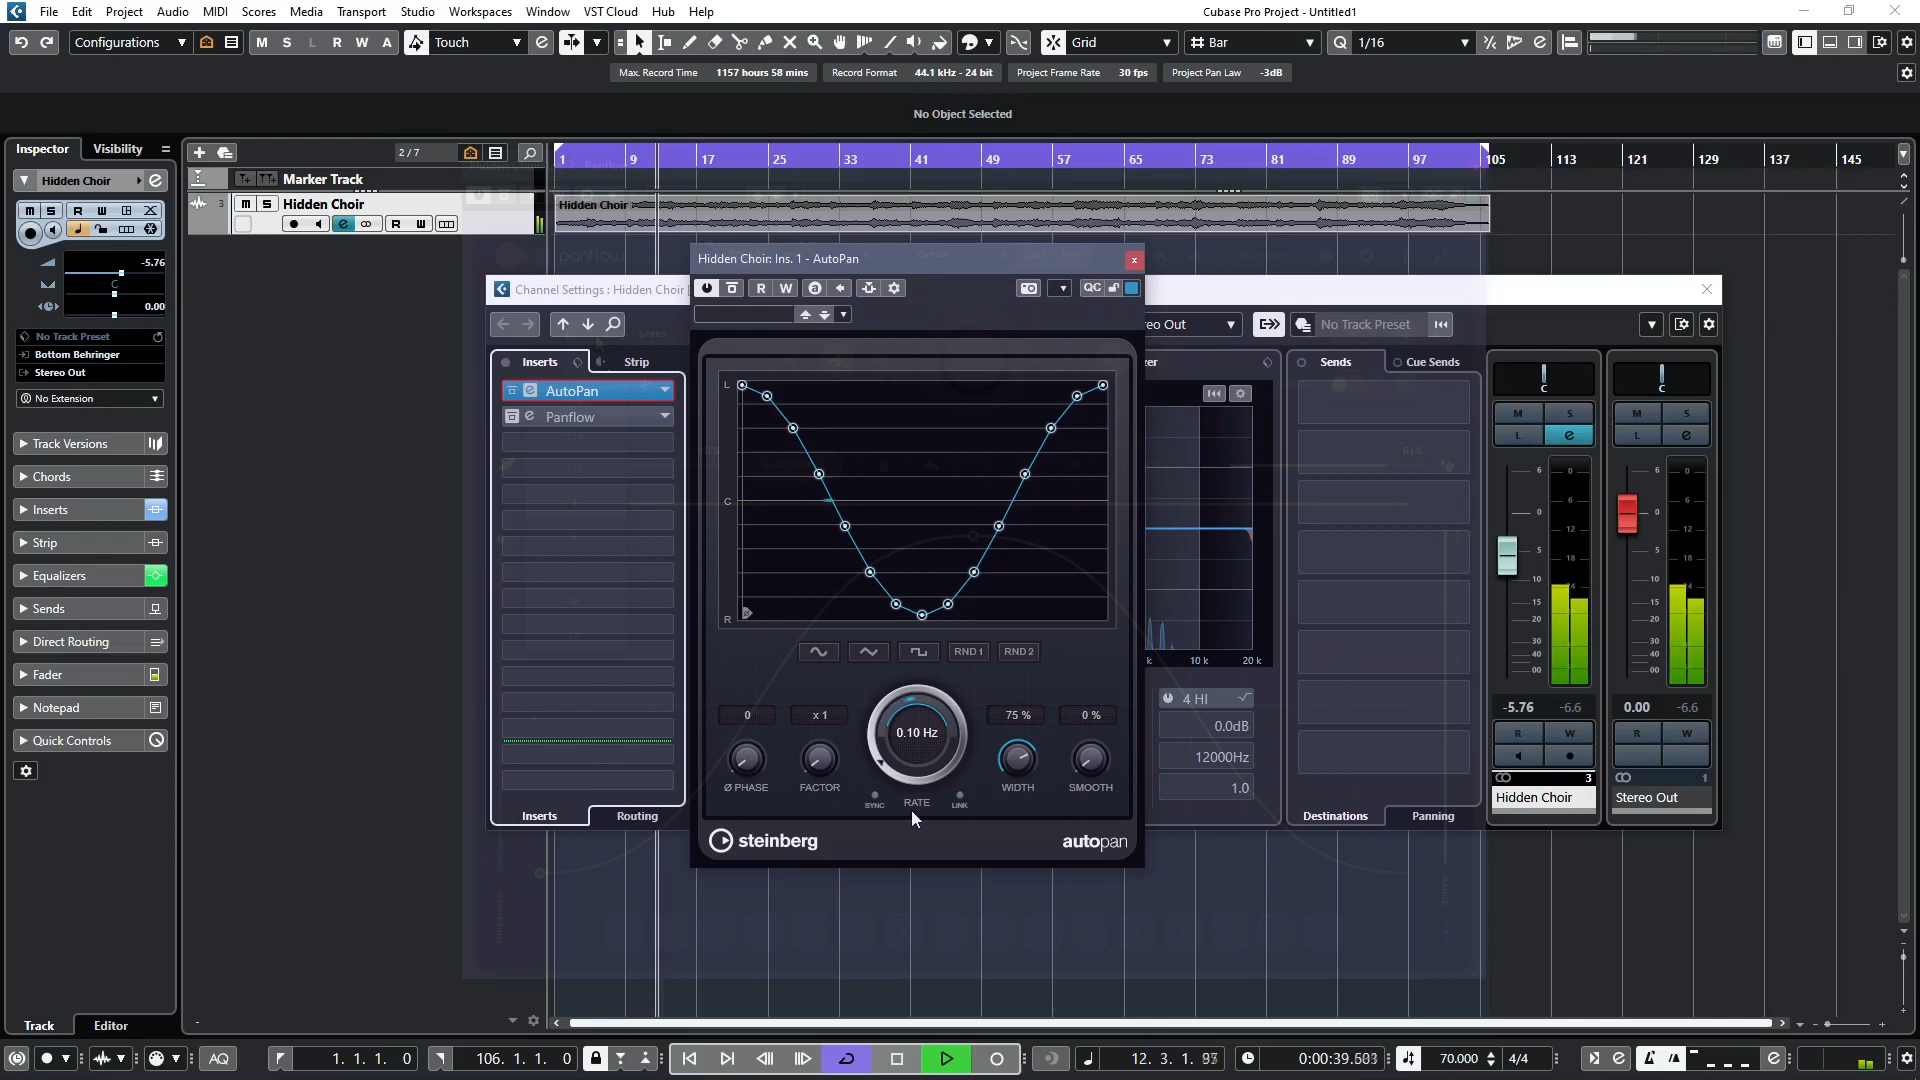 File Edit Project Audio MIDI Scores Media Transport Studio Workspaces Window VST Cloud Hub Help
Cubase Pro Project - Untitled1
Configurations M S L R W A Touch Grid Bar Q 1/16
Max. Record Time 1157 hours 58 mins Record Format 44.1 kHz - 24 bit Project Frame Rate 30 fps Project Pan Law -3dB
No Object Selected
Inspector Visibility
2/7
1 9 17 25 33 41 49 57 65 73 81 89 97 105 113 121 129 137 145
Hidden Choir
Marker Track
3 m S Hidden Choir
Hidden Choir
R W
-5.76
C
0.00
No Track Preset
Bottom Behringer
Stereo Out
No Extension
Track Versions
Chords
Inserts
Strip
Equalizers
Sends
Direct Routing
Fader
Notepad
Quick Controls
Track Editor
Hidden Choir: Ins. 1 - AutoPan
Channel Settings : Hidden Choir
R W a QC
Stereo Out
No Track Preset
Inserts Strip
AutoPan
Panflow
Inserts Routing
L
C
R
RND 1 RND 2
0 x 1 0.10 Hz 75 % 0 %
Ø PHASE FACTOR RATE WIDTH SMOOTH
SYNC LINK
steinberg autopan
10 k 20 k
4 HI
0.0dB
12000Hz
1.0
Sends Cue Sends
Destinations Panning
C C
M S M S
L e L e
-5.76 -6.6 0.00 -6.6
R W R W
3 1
Hidden Choir Stereo Out
AQ 1. 1. 1. 0 106. 1. 1. 0 12. 3. 1. 0:00:39. 70.000 4/4